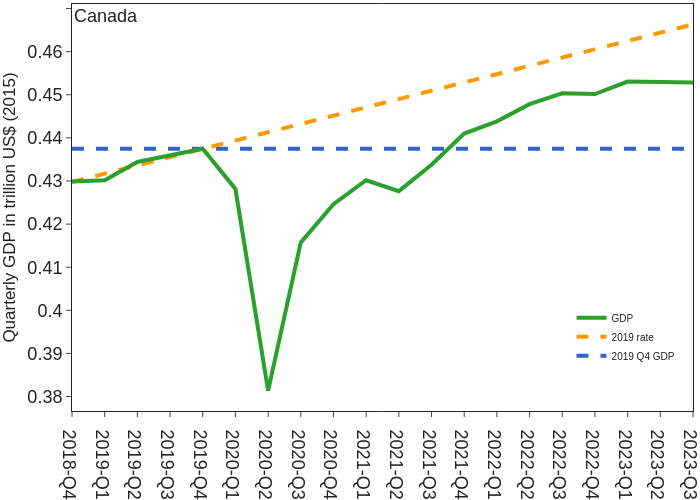 Canada
Quarterly GDP in trillion US$ (2015)
0.46
0.45
0.44
0.43
0.42
0.41
0.4
0.39
0.38
GDP
2019 rate
2019 Q4 GDP
2018-Q4
2019-Q1
2019-Q2
2019-Q3
2019-Q4
2020-Q1
2020-Q2
2020-Q3
2020-Q4
2021-Q1
2021-Q2
2021-Q3
2021-Q4
2022-Q1
2022-Q2
2022-Q3
2022-Q4
2023-Q1
2023-Q2
2023-Q3